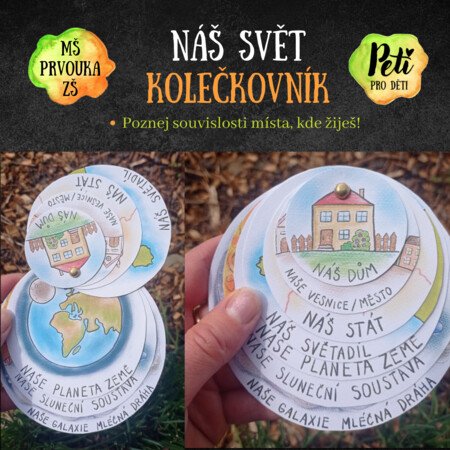 MŠ
PRVOUKA
ZŠ
NÁŠ SVĚT
KOLEČKOVNÍK
• Poznej souvislosti místa, kde žiješ!
Peti
PRO DĚTI
NÁŠ SVĚTADÍL
NÁŠ STÁT
NAŠE VESNICE/MĚSTO
NÁŠ DŮM
NAŠE PLANETA ZEMĚ
NAŠE SLUNEČNÍ SOUSTAVA
NAŠE GALAXIE MLÉČNÁ DRÁHA
NÁŠ DŮM
NAŠE VESNICE/MĚSTO
NÁŠ STÁT
NÁŠ SVĚTADÍL
NAŠE PLANETA ZEMĚ
NAŠE SLUNEČNÍ SOUSTAVA
NAŠE GALAXIE MLÉČNÁ DRÁHA